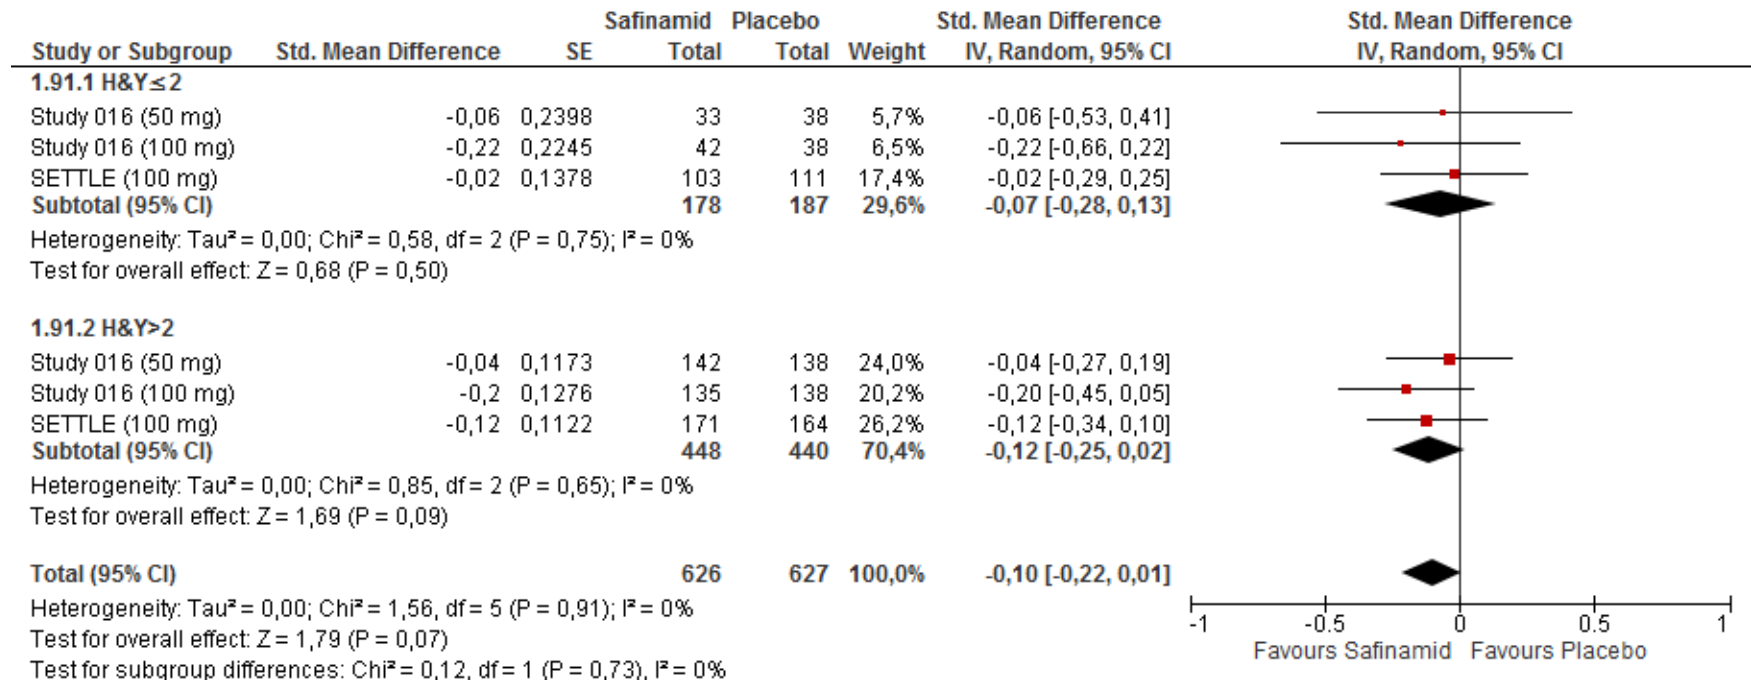 Safinamid Placebo Std. Mean Difference Std. Mean Difference
Study or Subgroup Std. Mean Difference SE Total Total Weight IV, Random, 95% CI IV, Random, 95% CI
1.91.1 H&Y≤2
Study 016 (50 mg) -0,06 0,2398 33 38 5,7% -0,06 [-0,53, 0,41]
Study 016 (100 mg) -0,22 0,2245 42 38 6,5% -0,22 [-0,66, 0,22]
SETTLE (100 mg) -0,02 0,1378 103 111 17,4% -0,02 [-0,29, 0,25]
Subtotal (95% CI) 178 187 29,6% -0,07 [-0,28, 0,13]
Heterogeneity: Tau² = 0,00; Chi² = 0,58, df = 2 (P = 0,75); I² = 0%
Test for overall effect: Z = 0,68 (P = 0,50)
1.91.2 H&Y>2
Study 016 (50 mg) -0,04 0,1173 142 138 24,0% -0,04 [-0,27, 0,19]
Study 016 (100 mg) -0,2 0,1276 135 138 20,2% -0,20 [-0,45, 0,05]
SETTLE (100 mg) -0,12 0,1122 171 164 26,2% -0,12 [-0,34, 0,10]
Subtotal (95% CI) 448 440 70,4% -0,12 [-0,25, 0,02]
Heterogeneity: Tau² = 0,00; Chi² = 0,85, df = 2 (P = 0,65); I² = 0%
Test for overall effect: Z = 1,69 (P = 0,09)
Total (95% CI) 626 627 100,0% -0,10 [-0,22, 0,01]
Heterogeneity: Tau² = 0,00; Chi² = 1,56, df = 5 (P = 0,91); I² = 0%
Test for overall effect: Z = 1,79 (P = 0,07)
Test for subgroup differences: Chi² = 0,12, df = 1 (P = 0,73), I² = 0%
-1 -0.5 0 0.5 1
Favours Safinamid Favours Placebo